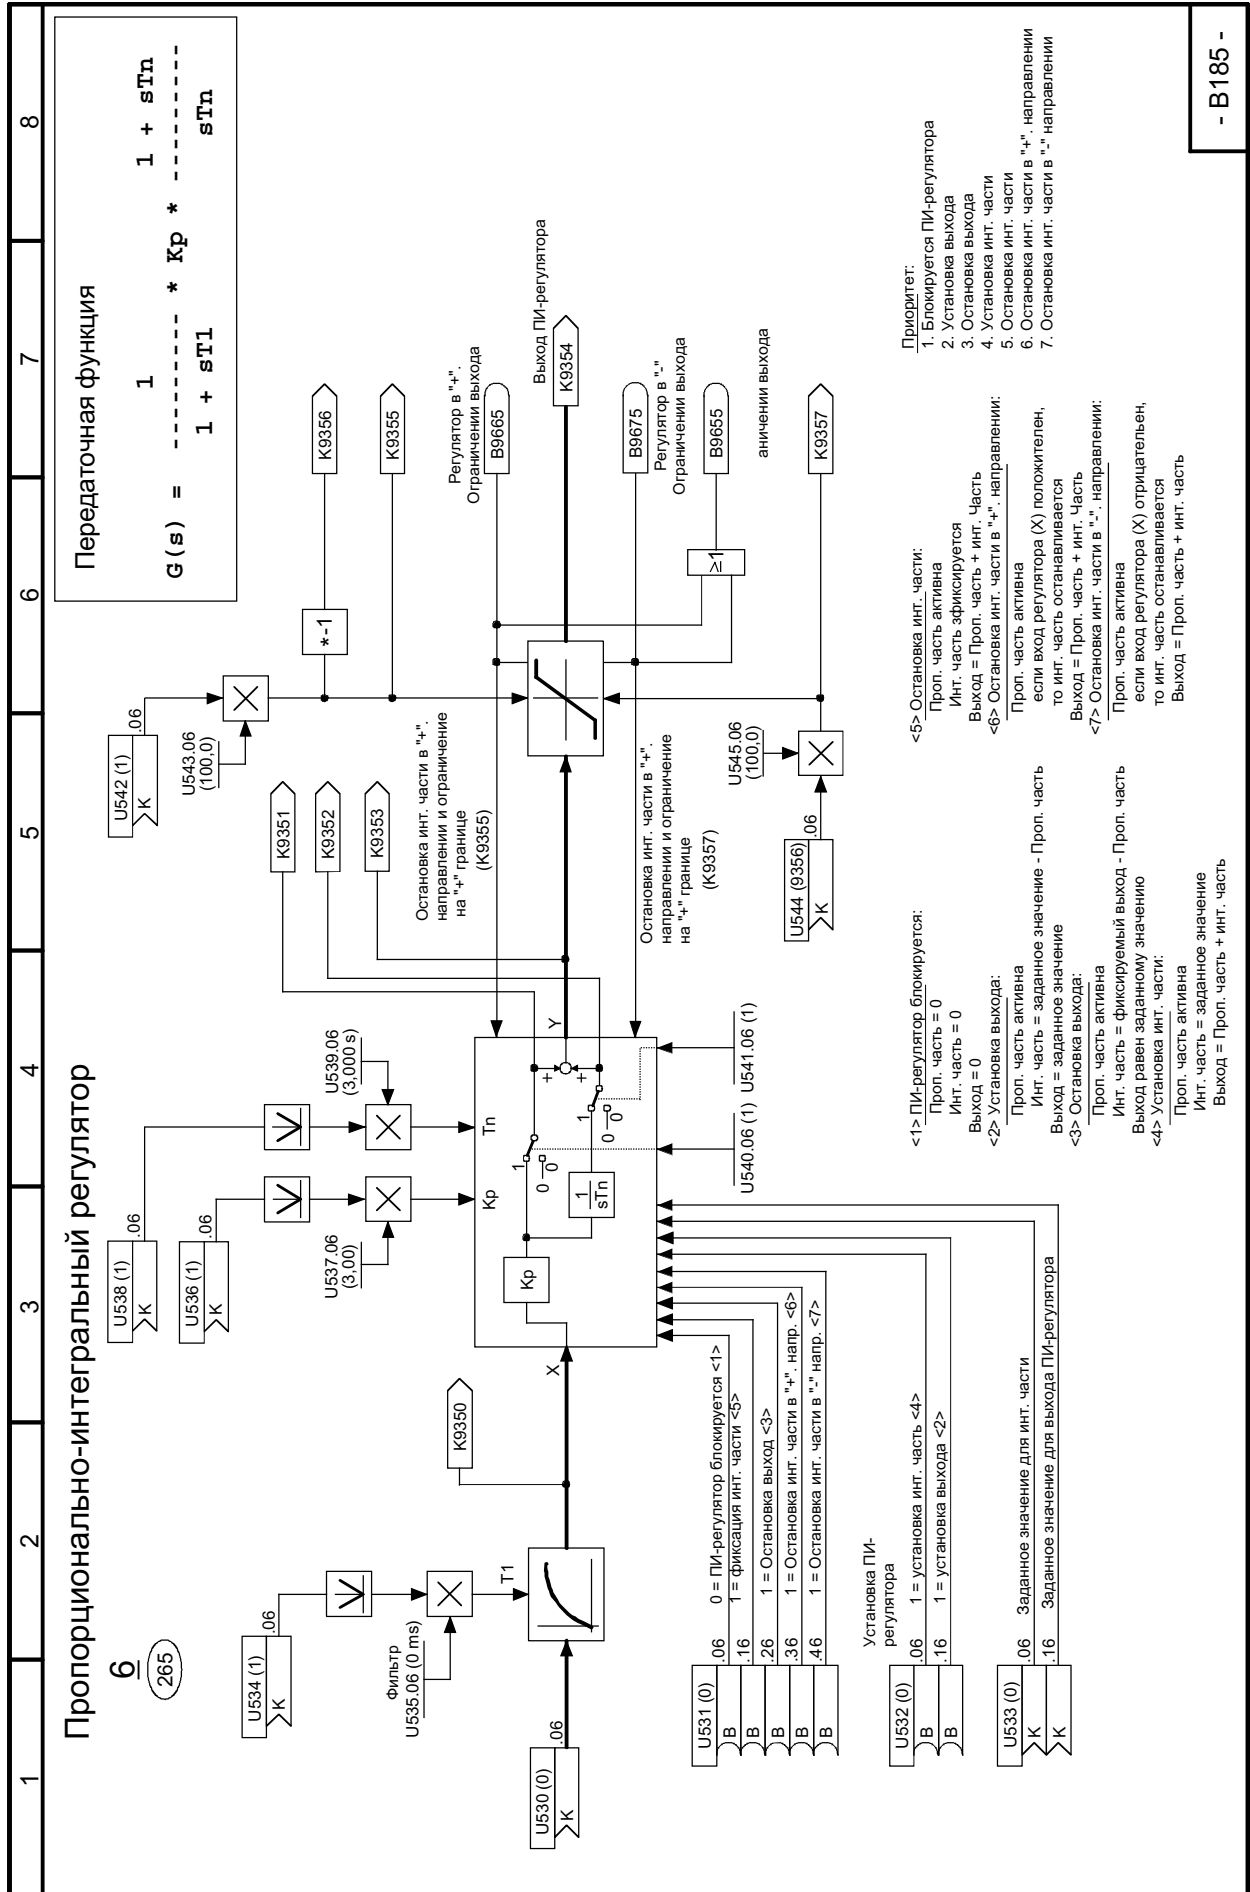 1
2
3
4
5
6
7
8
Пропорционально-интегральный регулятор
6
265
Передаточная функция
1 1 + sTn
G(s) = -------- * Kp * ----------
1 + sT1 sTn
U534 (1)
K
.06
Фильтр
U535.06 (0 ms)
T1
U530 (0)
K
.06
K9350
X
U538 (1)
K
.06
U536 (1)
K
.06
U537.06
(3,00)
U539.06
(3,000 s)
Kp
Tn
Kp
1
sTn
1
0
0
1
0
0
+
+
Y
U540.06 (1)
U541.06 (1)
K9351
K9352
K9353
Остановка инт. части в "+".
направлении и ограничение
на "+" границе
(K9355)
Остановка инт. части в "+".
направлении и ограничение
на "+" границе
(K9357)
U542 (1)
K
.06
U543.06
(100,0)
*-1
K9356
K9355
Регулятор в "+".
Ограничении выхода
B9665
Выход ПИ-регулятора
K9354
B9675
Регулятор в "-"
Ограничении выхода
B9655
≥1
аничении выхода
K9357
U545.06
(100,0)
U544 (9356)
K
.06
U531 (0)
B
B
B
B
B
.06
.16
.26
.36
.46
0 = ПИ-регулятор блокируется <1>
1 = фиксация инт. части <5>
1 = Остановка выход <3>
1 = Остановка инт. части в "+". напр. <6>
1 = Остановка инт. части в "-" напр. <7>
Установка ПИ-
регулятора
U532 (0)
B
B
.06
.16
1 = установка инт. часть <4>
1 = установка выхода <2>
U533 (0)
K
K
.06
.16
Заданное значение для инт. части
Заданное значение для выхода ПИ-регулятора
<1> ПИ-регулятор блокируется:
Проп. часть = 0
Инт. часть = 0
Выход = 0
<2> Установка выхода:
Проп. часть активна
Инт. часть = заданное значение - Проп. часть
Выход = заданное значение
<3> Остановка выхода:
Проп. часть активна
Инт. часть = фиксируемый выход - Проп. часть
Выход равен заданному значению
<4> Установка инт. части:
Проп. часть активна
Инт. часть = заданное значение
Выход = Проп. часть + инт. часть
<5> Остановка инт. части:
Проп. часть активна
Инт. часть зфиксируется
Выход = Проп. часть + инт. Часть
<6> Остановка инт. части в "+". направлении:
Проп. часть активна
если вход регулятора (X) положителен,
то инт. часть останавливается
Выход = Проп. часть + инт. Часть
<7> Остановка инт. части в "-". направлении:
Проп. часть активна
если вход регулятора (X) отрицательен,
то инт. часть останавливается
Выход = Проп. часть + инт. часть
Приоритет:
1. Блокируется ПИ-регулятора
2. Установка выхода
3. Остановка выхода
4. Установка инт. части
5. Остановка инт. части
6. Остановка инт. части в "+". направлении
7. Остановка инт. части в "-" направлении
- B185 -